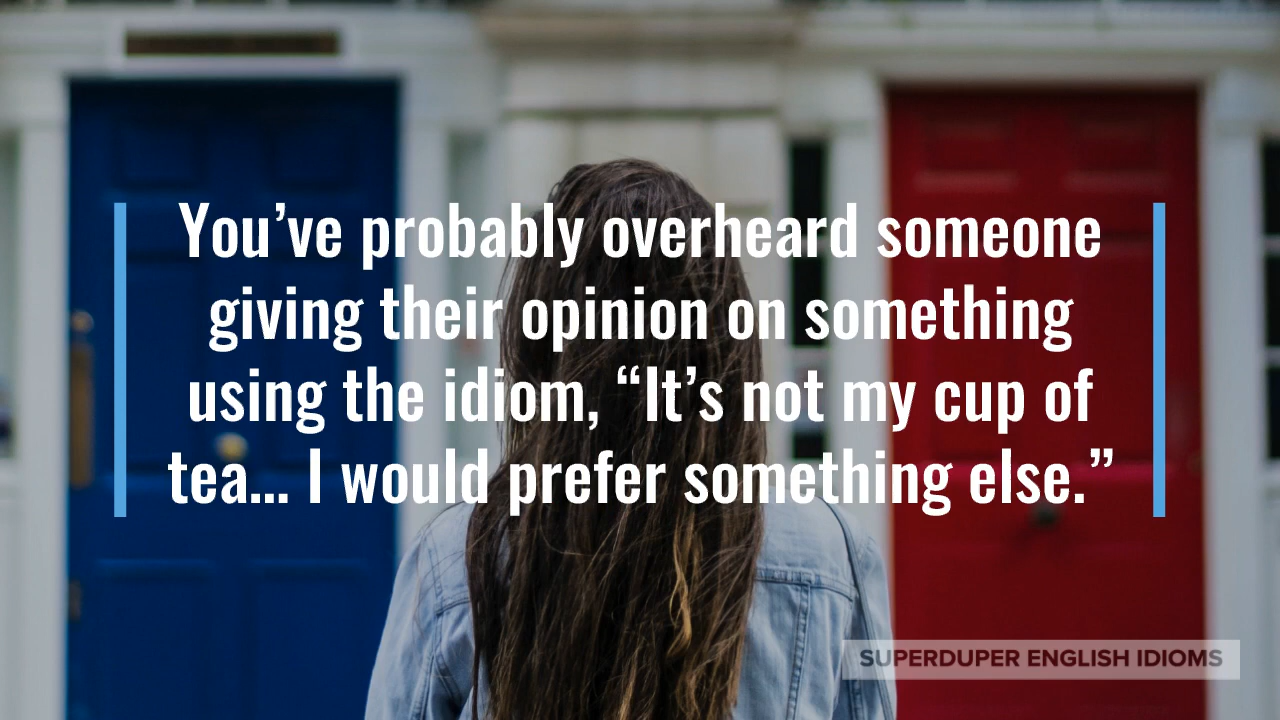 You’ve probably overheard someone
giving their opinion on something
using the idiom, “It’s not my cup of
tea... I would prefer something else.”
SUPERDUPER ENGLISH IDIOMS